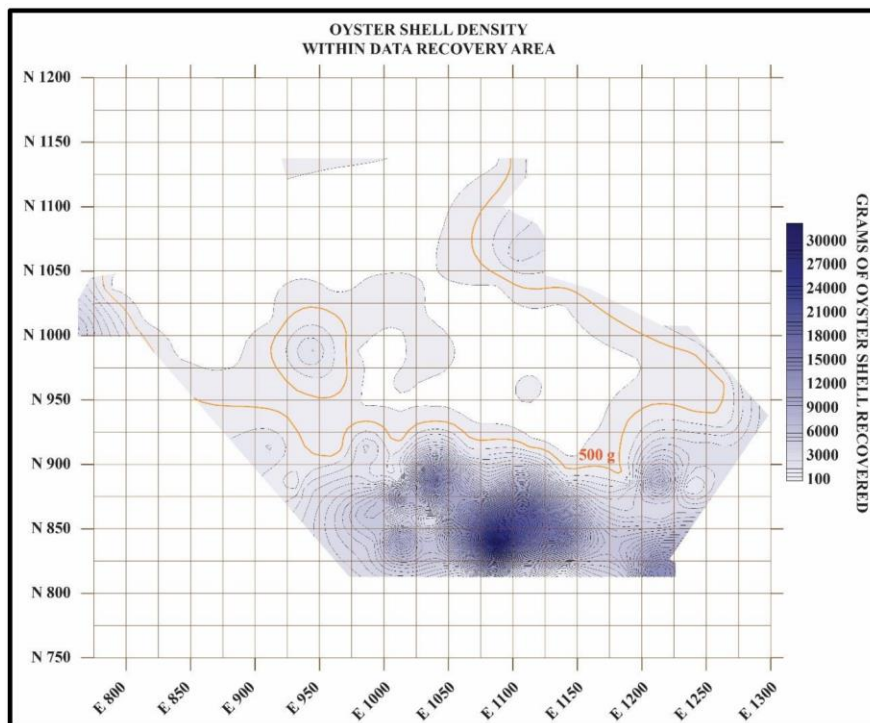 OYSTER SHELL DENSITY
WITHIN DATA RECOVERY AREA
N 1200
N 1150
N 1100
N 1050
N 1000
N 950
N 900
N 850
N 800
N 750
500 g
E 800
E 850
E 900
E 950
E 1000
E 1050
E 1100
E 1150
E 1200
E 1250
E 1300
30000
27000
24000
18000
15000
12000
9000
6000
3000
100
GRAMS OF OYSTER SHELL RECOVERED